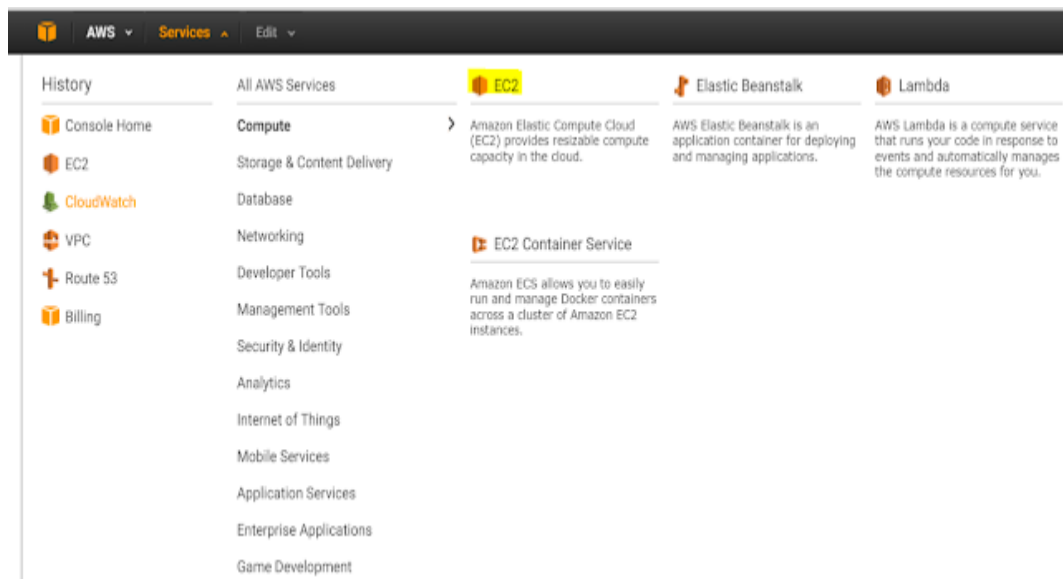 AWS Services Edit
History
Console Home
EC2
CloudWatch
VPC
Route 53
Billing
All AWS Services
Compute
Storage & Content Delivery
Database
Networking
Developer Tools
Management Tools
Security & Identity
Analytics
Internet of Things
Mobile Services
Application Services
Enterprise Applications
Game Development
EC2
Amazon Elastic Compute Cloud
(EC2) provides resizable compute
capacity in the cloud.
Elastic Beanstalk
AWS Elastic Beanstalk is an
application container for deploying
and managing applications.
Lambda
AWS Lambda is a compute service
that runs your code in response to
events and automatically manages
the compute resources for you.
EC2 Container Service
Amazon ECS allows you to easily
run and manage Docker containers
across a cluster of Amazon EC2
instances.